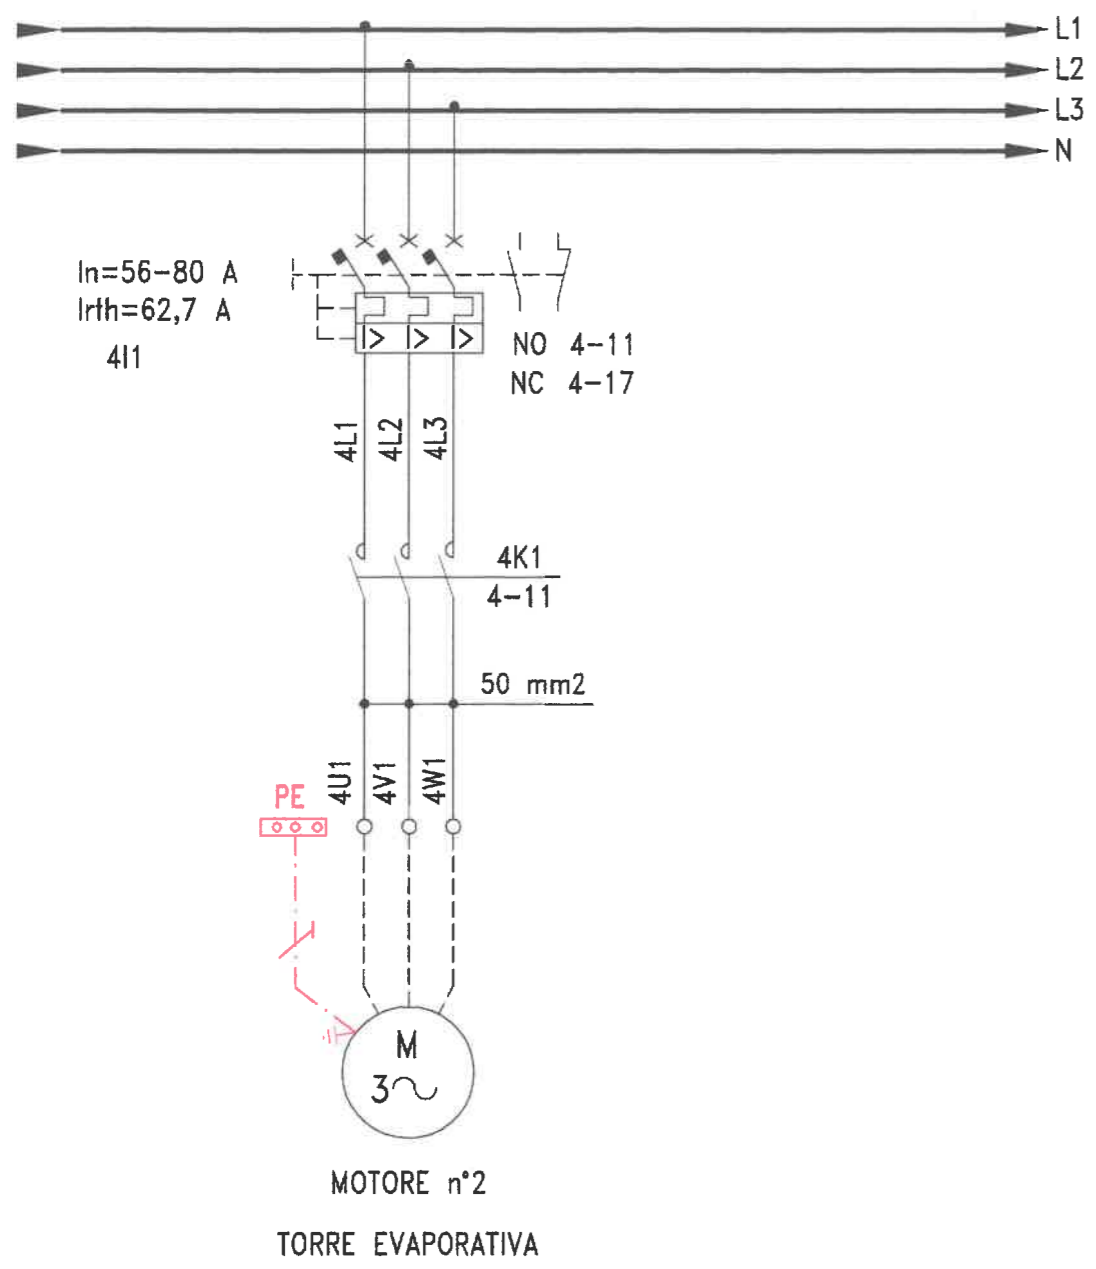 L1
L2
L3
N
In=56-80 A
Irth=62,7 A
4I1
NO 4-11
NC 4-17
4L1
4L2
4L3
4K1
4-11
50 mm2
4U1
4V1
4W1
PE
M
3~
MOTORE n°2
TORRE EVAPORATIVA